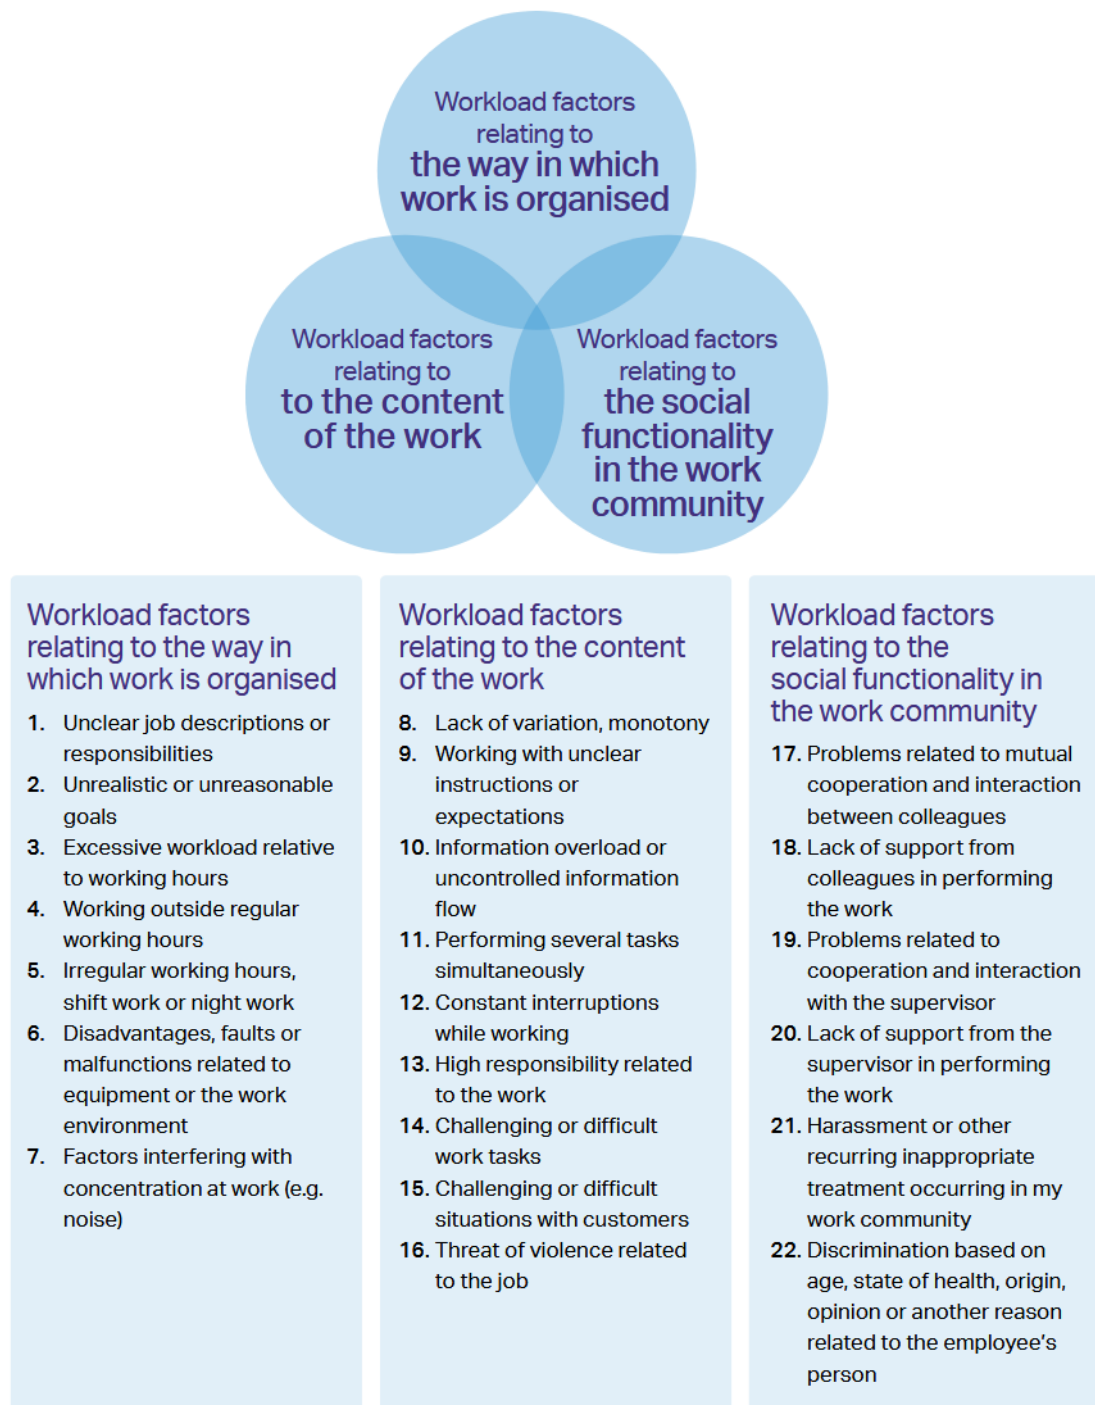 Workload factors
relating to
the way in which
work is organised
Workload factors
relating to
to the content
of the work
Workload factors
relating to
the social
functionality
in the work
community
Workload factors
relating to the way in
which work is organised
1. Unclear job descriptions or
responsibilities
2. Unrealistic or unreasonable
goals
3. Excessive workload relative
to working hours
4. Working outside regular
working hours
5. Irregular working hours,
shift work or night work
6. Disadvantages, faults or
malfunctions related to
equipment or the work
environment
7. Factors interfering with
concentration at work (e.g.
noise)
Workload factors
relating to the content
of the work
8. Lack of variation, monotony
9. Working with unclear
instructions or
expectations
10. Information overload or
uncontrolled information
flow
11. Performing several tasks
simultaneously
12. Constant interruptions
while working
13. High responsibility related
to the work
14. Challenging or difficult
work tasks
15. Challenging or difficult
situations with customers
16. Threat of violence related
to the job
Workload factors
relating to the
social functionality in
the work community
17. Problems related to mutual
cooperation and interaction
between colleagues
18. Lack of support from
colleagues in performing
the work
19. Problems related to
cooperation and interaction
with the supervisor
20. Lack of support from the
supervisor in performing
the work
21. Harassment or other
recurring inappropriate
treatment occurring in my
work community
22. Discrimination based on
age, state of health, origin,
opinion or another reason
related to the employee's
person